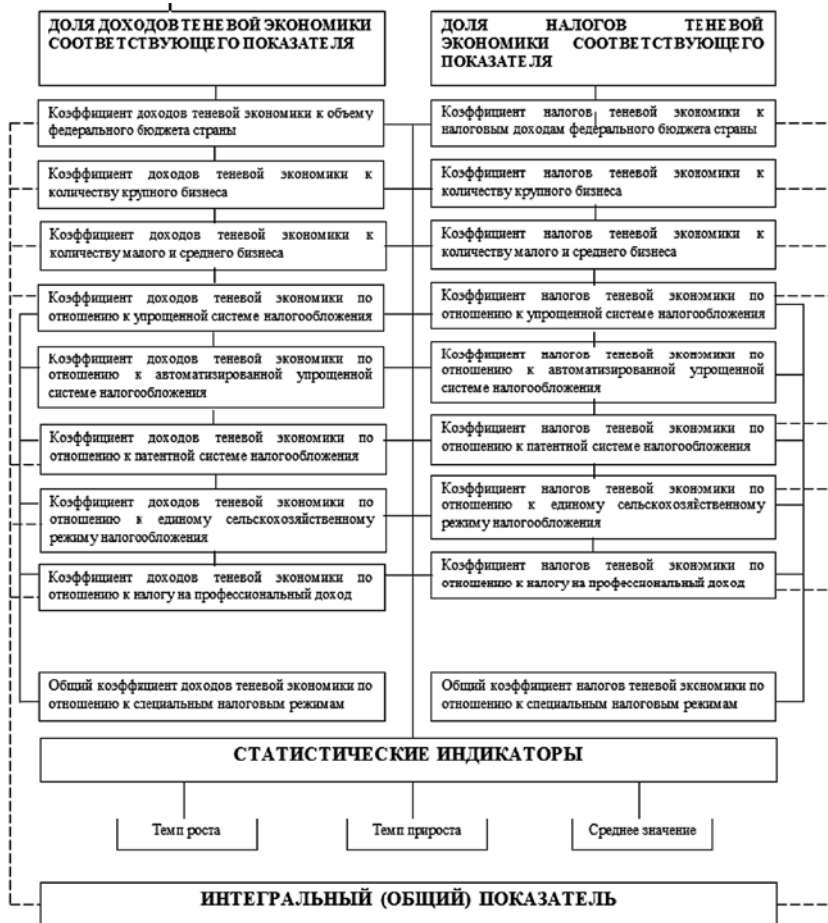 ДОЛЯ ДОХОДОВ ТЕНЕВОЙ ЭКОНОМИКИ
СООТВЕТСТВУЮЩЕГО ПОКАЗАТЕЛЯ
ДОЛЯ НАЛОГОВ ТЕНЕВОЙ
ЭКОНОМИКИ СООТВЕТСТВУЮЩЕГО
ПОКАЗАТЕЛЯ
Коэффициент доходов теневой экономики к объему
федерального бюджета страны
Коэффициент налогов теневой экономики к
налоговым доходам федерального бюджета страны
Коэффициент доходов теневой экономики к
количеству крупного бизнеса
Коэффициент налогов теневой экономики к
количеству крупного бизнеса
Коэффициент доходов теневой экономики к
количеству малого и среднего бизнеса
Коэффициент налогов теневой экономики к
количеству малого и среднего бизнеса
Коэффициент доходов теневой экономики по
отношению к упрощенной системе налогообложения
Коэффициент налогов теневой экономики по
отношению к упрощенной системе налогообложения
Коэффициент доходов теневой экономики по
отношению к автоматизированной упрощенной
системе налогообложения
Коэффициент налогов теневой экономики по
отношению к автоматизированной упрощенной
системе налогообложения
Коэффициент доходов теневой экономики по
отношению к патентной системе налогообложения
Коэффициент налогов теневой экономики по
отношению к патентной системе налогообложения
Коэффициент доходов теневой экономики по
отношению к единому сельскохозяйственному
режиму налогообложения
Коэффициент налогов теневой экономики по
отношению к единому сельскохозяйственному
режиму налогообложения
Коэффициент доходов теневой экономики по
отношению к налогу на профессиональный доход
Коэффициент налогов теневой экономики по
отношению к налогу на профессиональный доход
Общий коэффициент доходов теневой экономики по
отношению к специальным налоговым режимам
Общий коэффициент налогов теневой экономики по
отношению к специальным налоговым режимам
СТАТИСТИЧЕСКИЕ ИНДИКАТОРЫ
Темп роста
Темп прироста
Среднее значение
ИНТЕГРАЛЬНЫЙ (ОБЩИЙ) ПОКАЗАТЕЛЬ